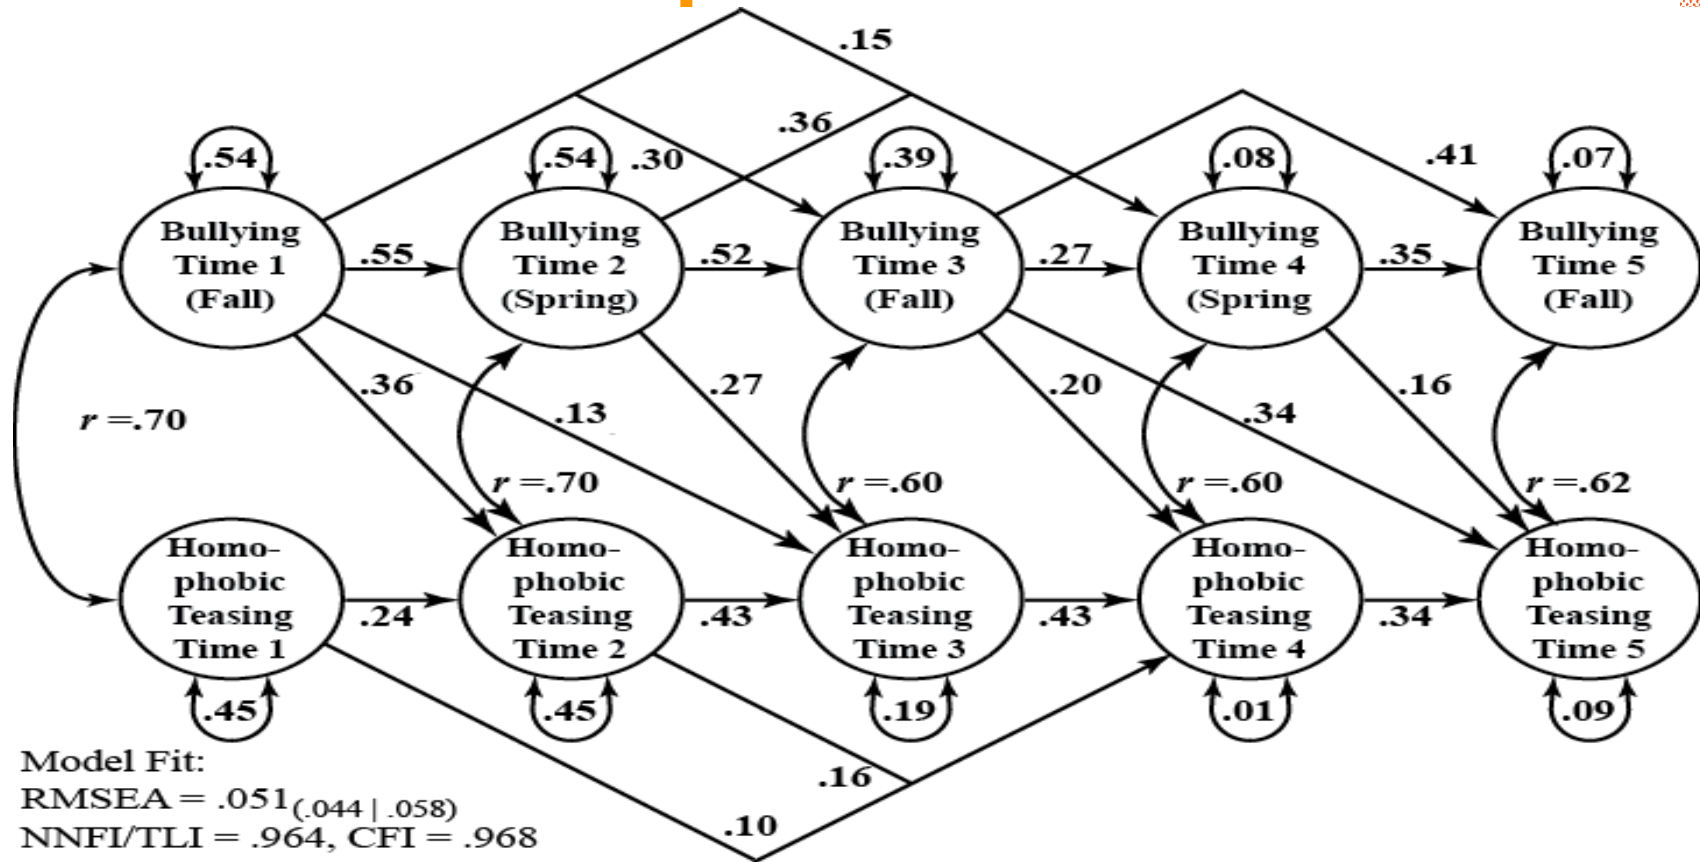 .15
.36
.30
.41
.54
.54
.39
.08
.07
Bullying
Time 1
(Fall)
.55
Bullying
Time 2
(Spring)
.52
Bullying
Time 3
(Fall)
.27
Bullying
Time 4
(Spring
.35
Bullying
Time 5
(Fall)
r =.70
.36
.13
.27
.20
.34
.16
r =.70
r =.60
r =.60
r =.62
Homo-
phobic
Teasing
Time 1
.24
Homo-
phobic
Teasing
Time 2
.43
Homo-
phobic
Teasing
Time 3
.43
Homo-
phobic
Teasing
Time 4
.34
Homo-
phobic
Teasing
Time 5
.45
.45
.19
.01
.09
.16
.10
Model Fit:
RMSEA = .051(.044 | .058)
NNFI/TLI = .964, CFI = .968